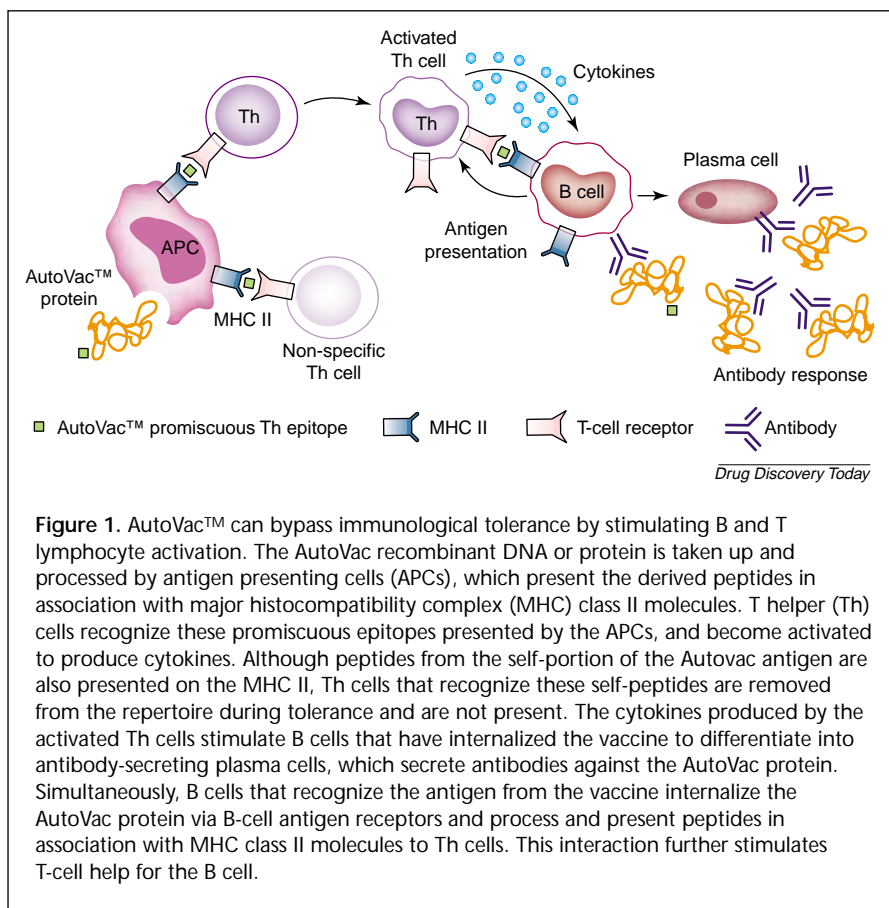 Activated
Th cell
Cytokines
Th
Th
Plasma cell
B cell
APC
Antigen
presentation
AutoVac™
protein
MHC II
Non-specific
Th cell
Antibody response
AutoVac™ promiscuous Th epitope
MHC II
T-cell receptor
Antibody
Drug Discovery Today
Figure 1. AutoVac™ can bypass immunological tolerance by stimulating B and T
lymphocyte activation. The AutoVac recombinant DNA or protein is taken up and
processed by antigen presenting cells (APCs), which present the derived peptides in
association with major histocompatibility complex (MHC) class II molecules. T helper (Th)
cells recognize these promiscuous epitopes presented by the APCs, and become activated
to produce cytokines. Although peptides from the self-portion of the Autovac antigen are
also presented on the MHC II, Th cells that recognize these self-peptides are removed
from the repertoire during tolerance and are not present. The cytokines produced by the
activated Th cells stimulate B cells that have internalized the vaccine to differentiate into
antibody-secreting plasma cells, which secrete antibodies against the AutoVac protein.
Simultaneously, B cells that recognize the antigen from the vaccine internalize the
AutoVac protein via B-cell antigen receptors and process and present peptides in
association with MHC class II molecules to Th cells. This interaction further stimulates
T-cell help for the B cell.